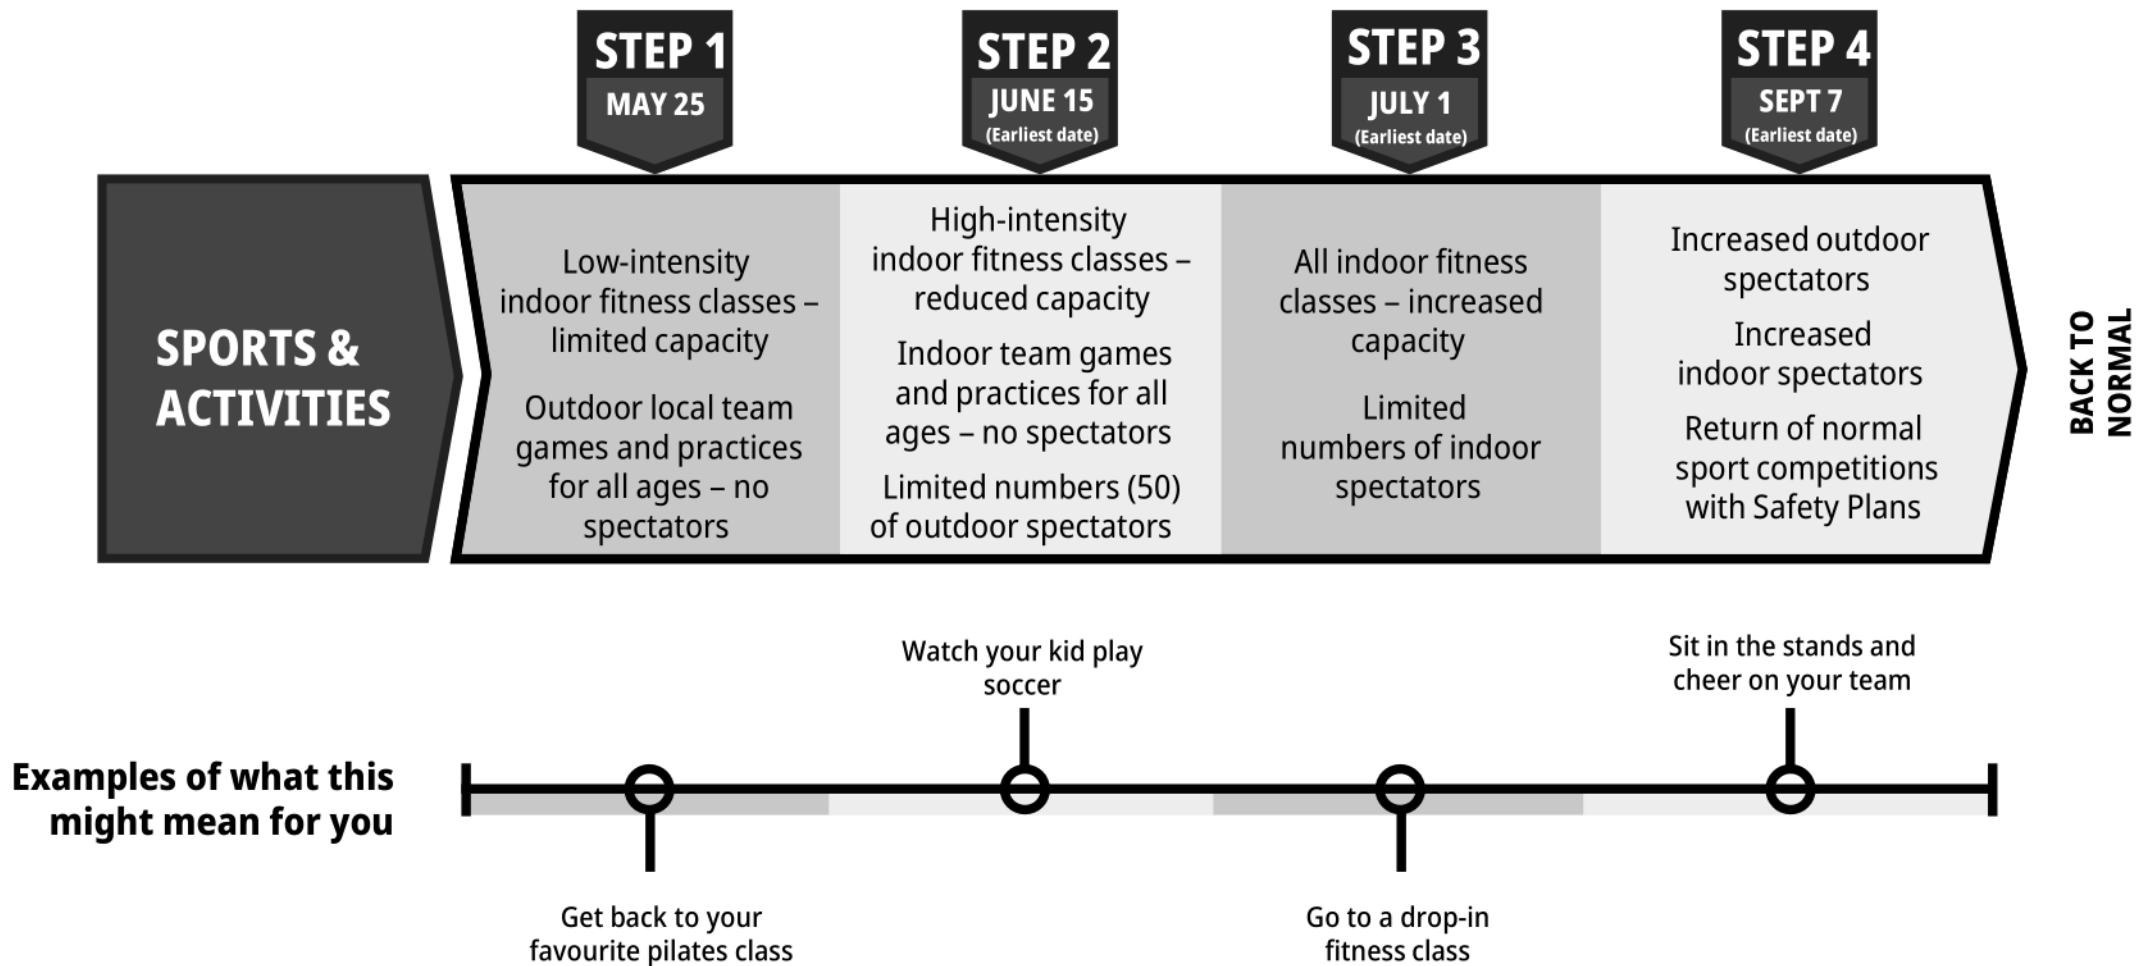 STEP 1
MAY 25
STEP 2
JUNE 15
(Earliest date)
STEP 3
JULY 1
(Earliest date)
STEP 4
SEPT 7
(Earliest date)
SPORTS &
ACTIVITIES
Low-intensity
indoor fitness classes –
limited capacity
Outdoor local team
games and practices
for all ages – no
spectators
High-intensity
indoor fitness classes –
reduced capacity
Indoor team games
and practices for all
ages – no spectators
Limited numbers (50)
of outdoor spectators
All indoor fitness
classes – increased
capacity
Limited
numbers of indoor
spectators
Increased outdoor
spectators
Increased
indoor spectators
Return of normal
sport competitions
with Safety Plans
BACK TO
NORMAL
Examples of what this
might mean for you
Get back to your
favourite pilates class
Watch your kid play
soccer
Go to a drop-in
fitness class
Sit in the stands and
cheer on your team